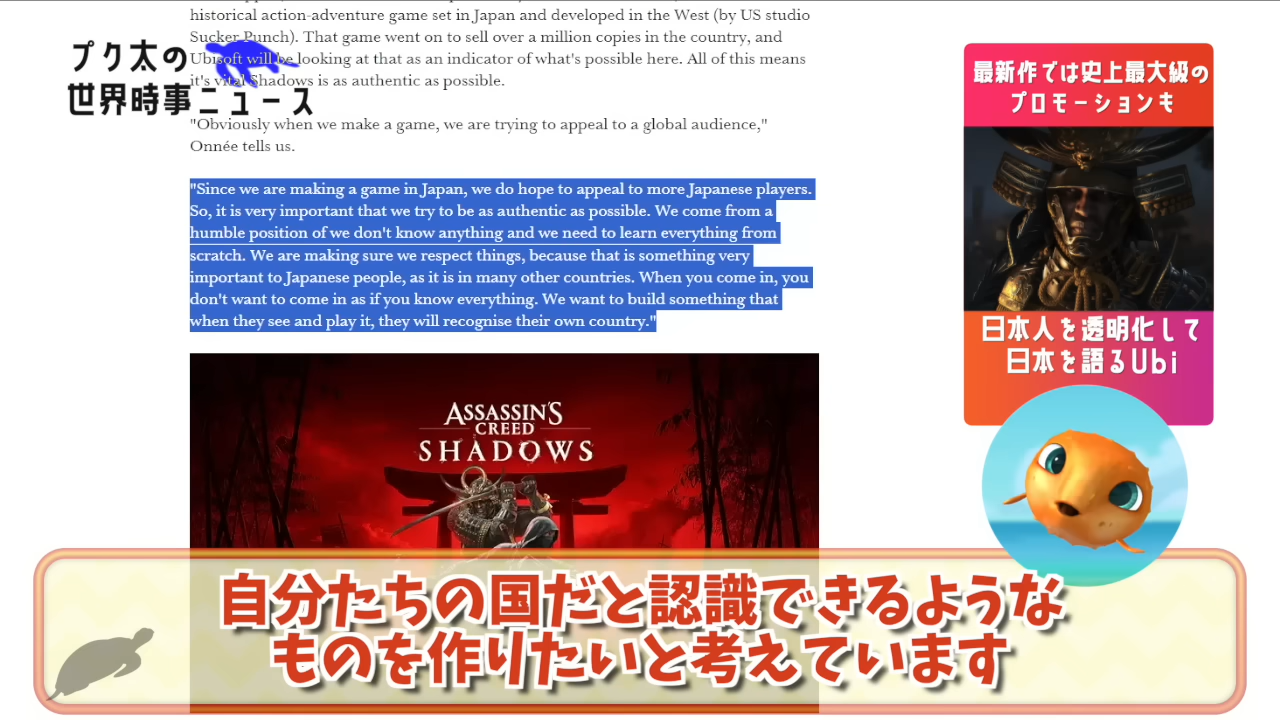 historical action-adventure game set in Japan and developed in the West (by US studio
Sucker Punch). That game went on to sell over a million copies in the country, and
Ubisoft will be looking at that as an indicator of what's possible here. All of this means
it's vital Shadows is as authentic as possible.
プク太の
世界時事ニュース
"Obviously when we make a game, we are trying to appeal to a global audience,"
Onnée tells us.
"Since we are making a game in Japan, we do hope to appeal to more Japanese players.
So, it is very important that we try to be as authentic as possible. We come from a
humble position of we don't know anything and we need to learn everything from
scratch. We are making sure we respect things, because that is something very
important to Japanese people, as it is in many other countries. When you come in, you
don't want to come in as if you know everything. We want to build something that
when they see and play it, they will recognise their own country."
ASSASSIN'S
CREED
SHADOWS
最新作では史上最大級の
プロモーションも
日本人を透明化して
日本を語るUbi
自分たちの国だと認識できるような
ものを作りたいと考えています